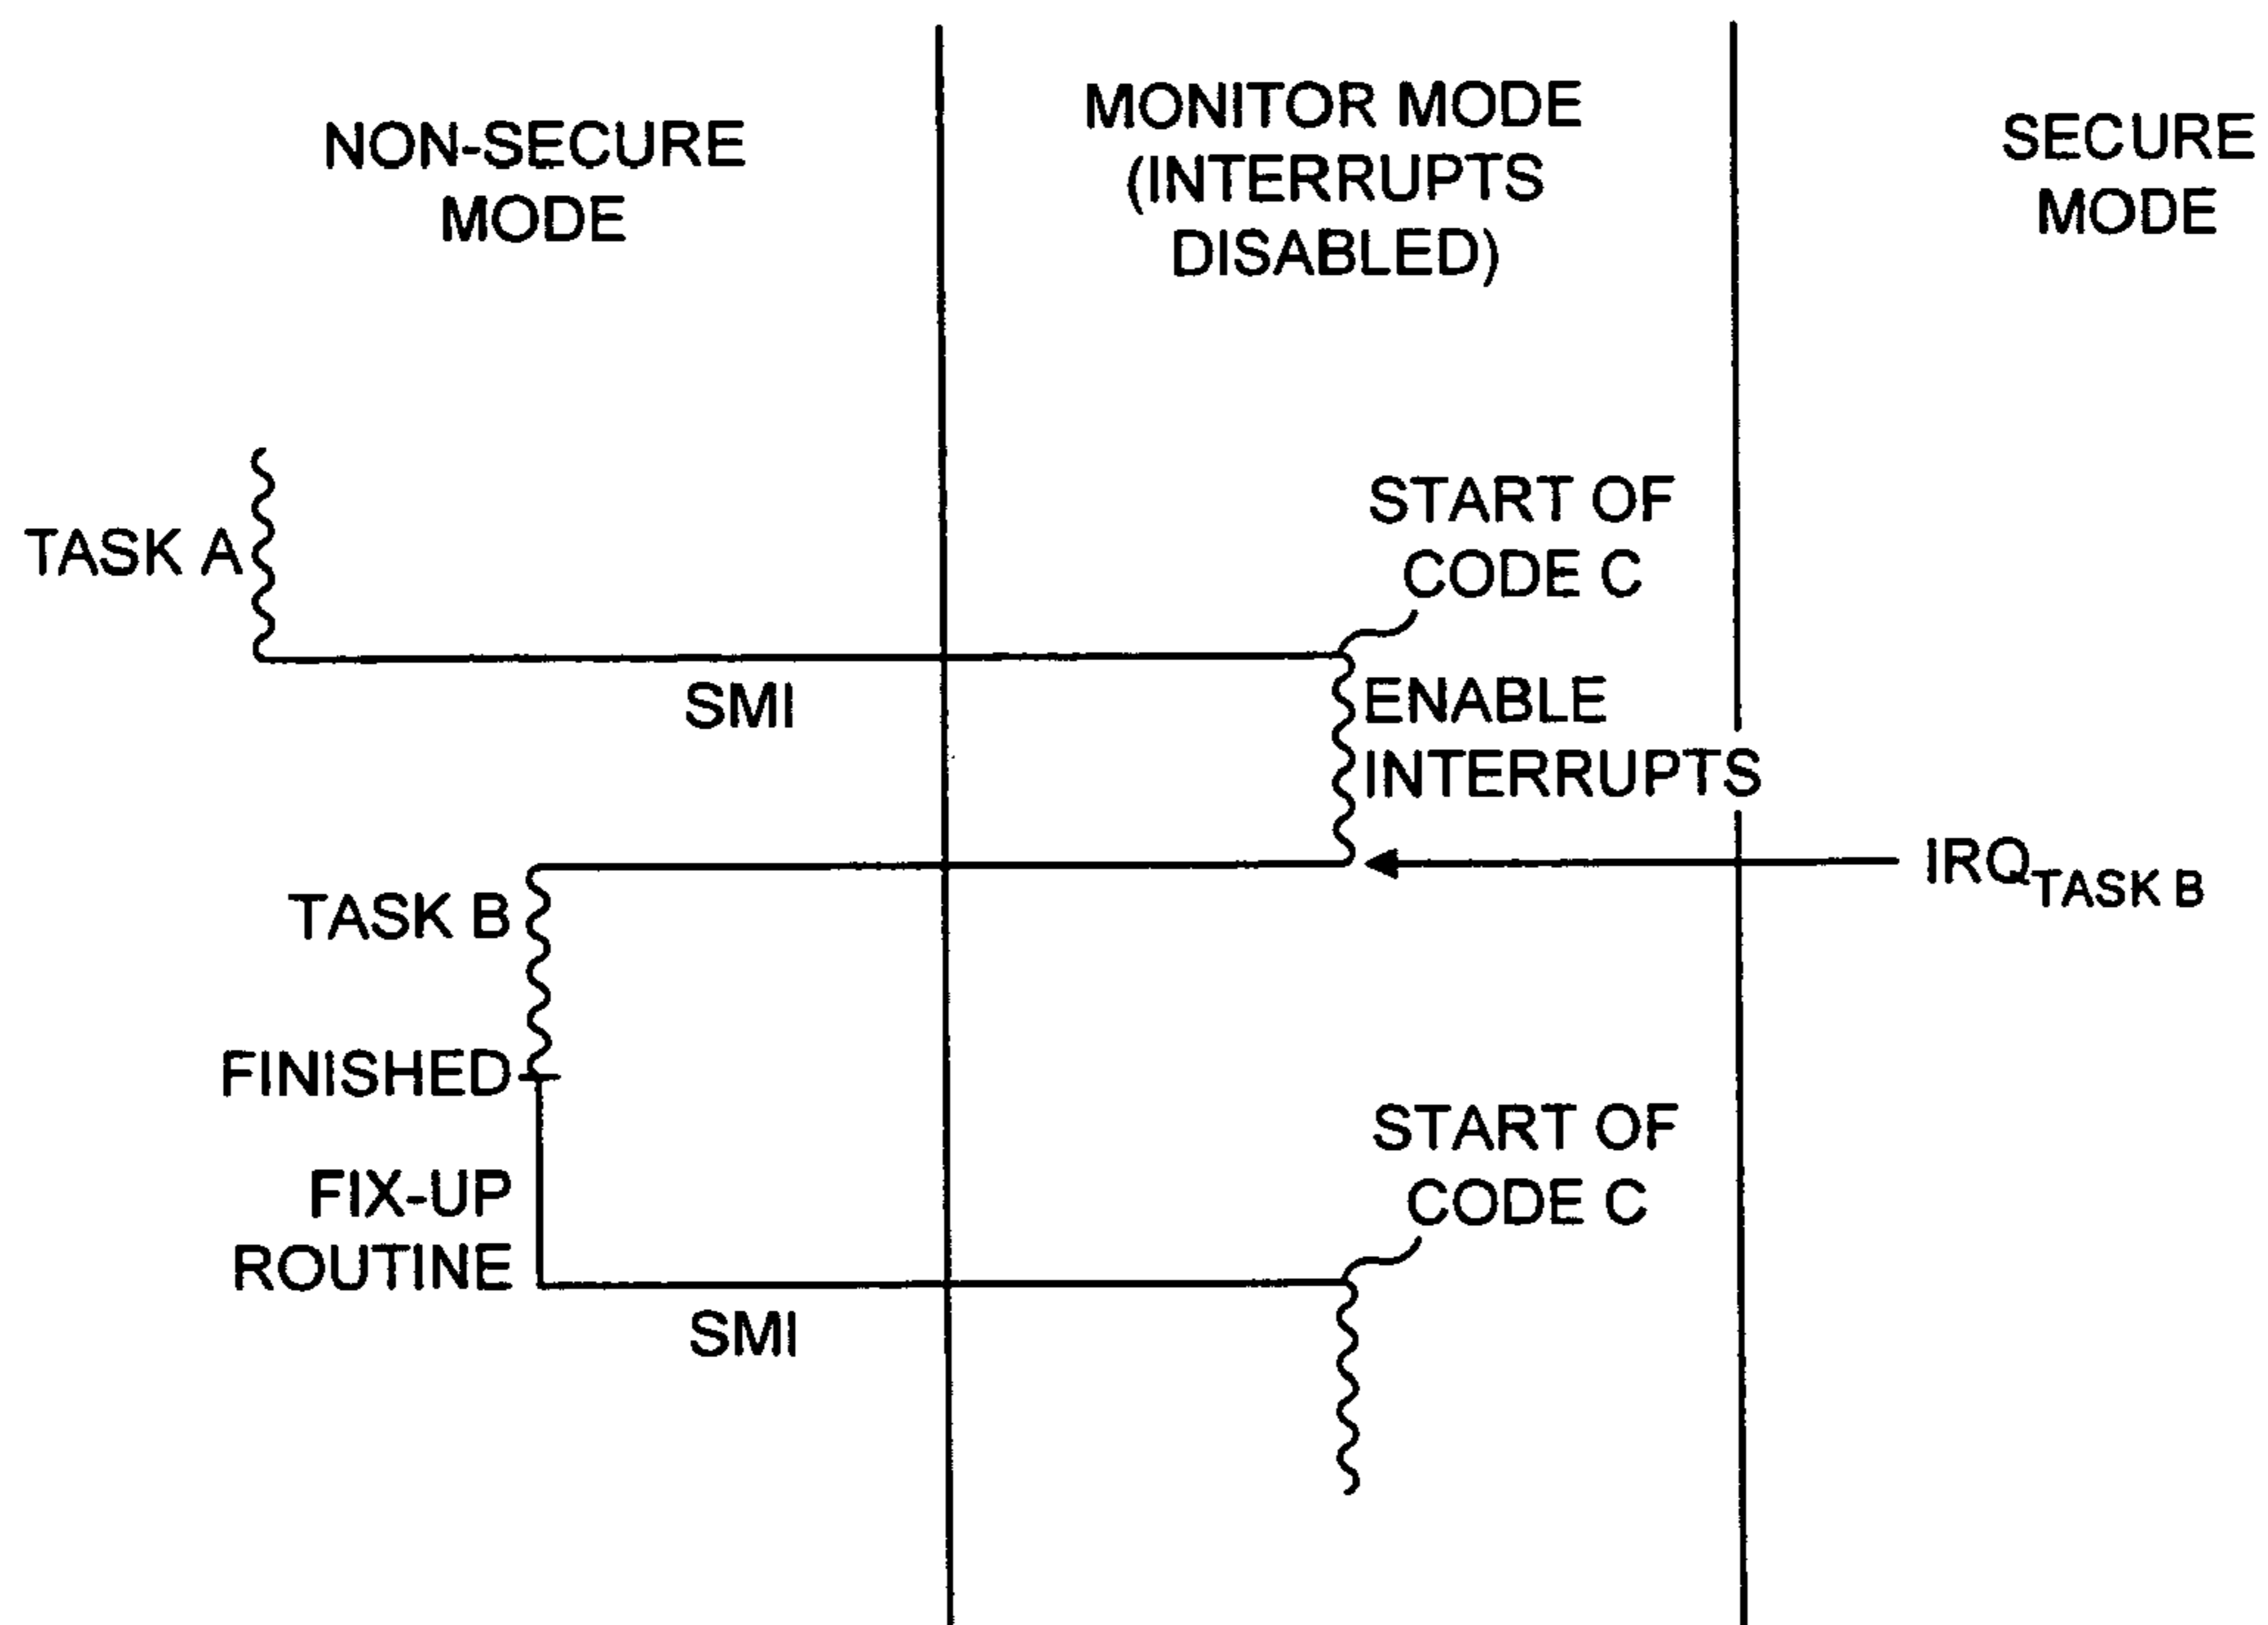 NON-SECURE
MODE
MONITOR MODE
(INTERRUPTS
DISABLED)
SECURE
MODE
TASK A
START OF
CODE C
SMI
ENABLE
INTERRUPTS
IRQTASK B
TASK B
FINISHED
FIX-UP
ROUTINE
START OF
CODE C
SMI